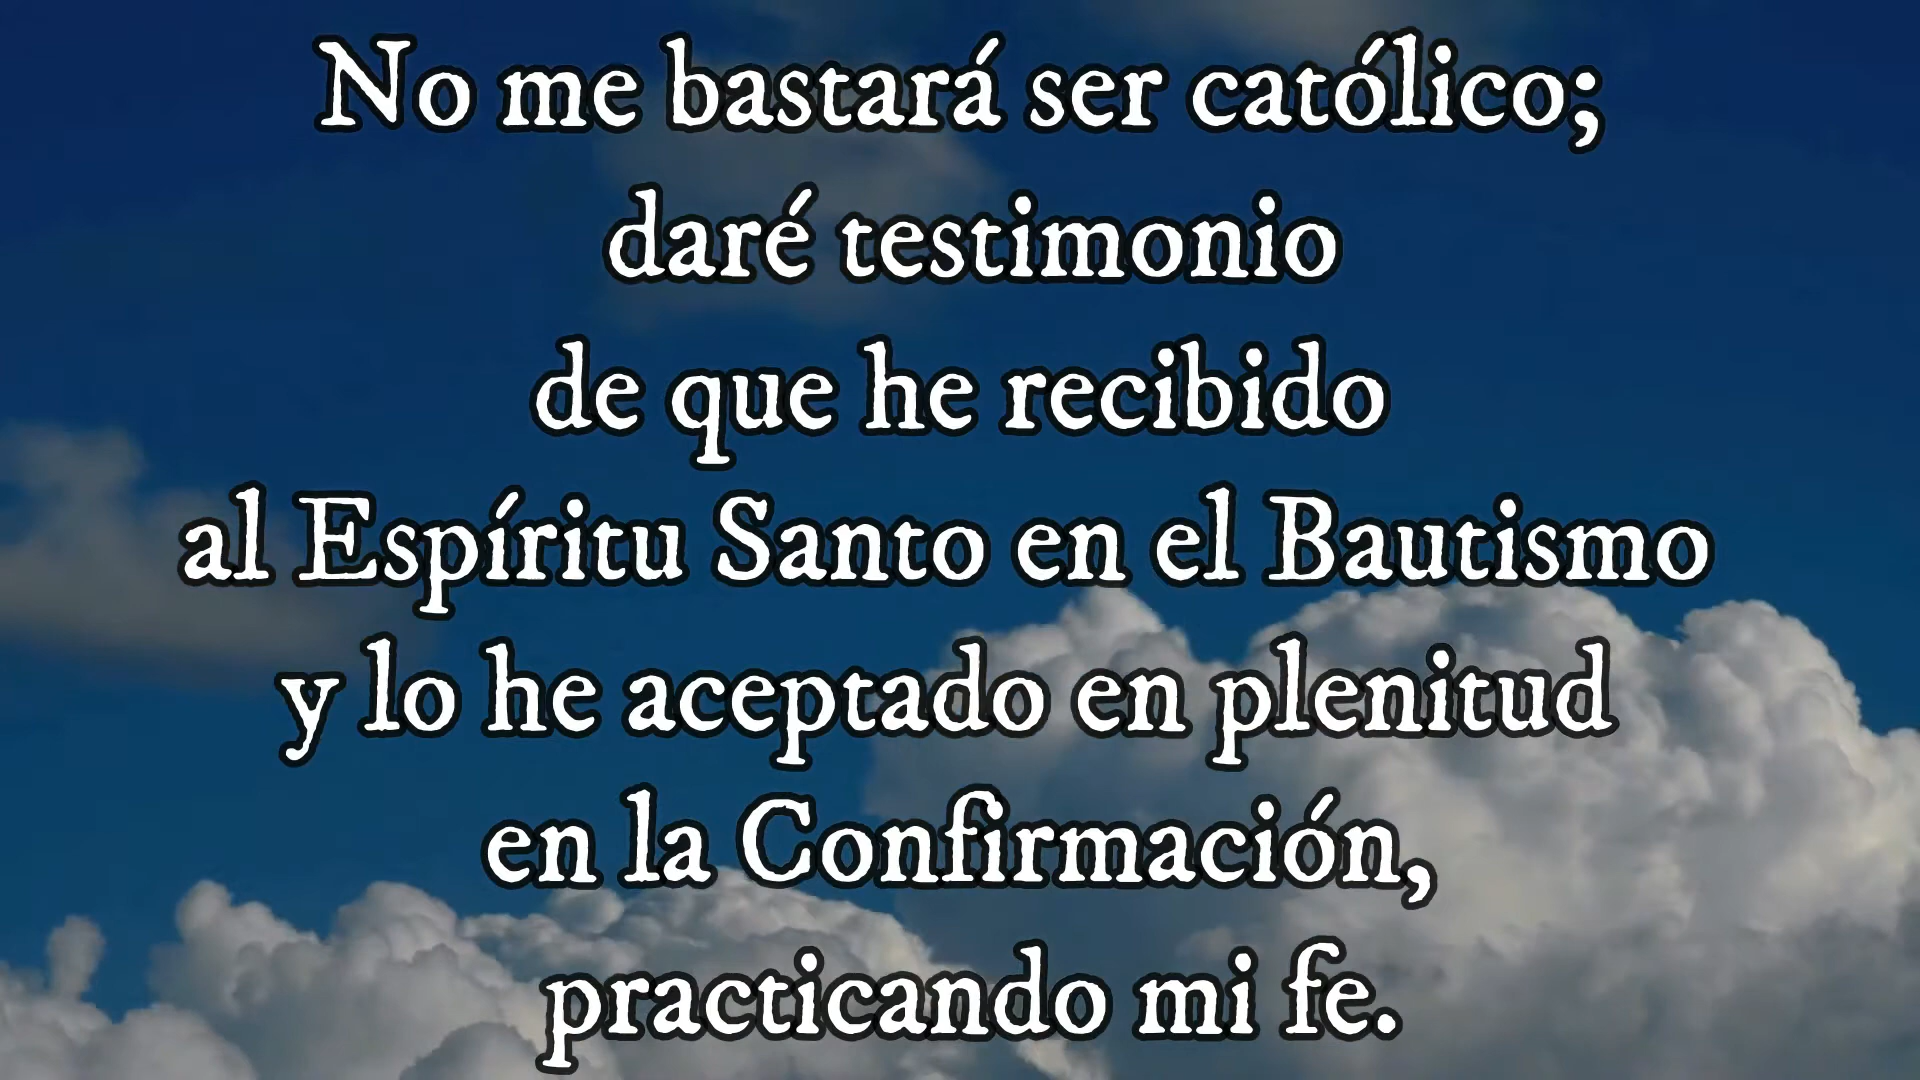 No me bastará ser católico;
daré testimonio
de que he recibido
al Espíritu Santo en el Bautismo
y lo he aceptado en plenitud
en la Confirmación,
practicando mi fe.